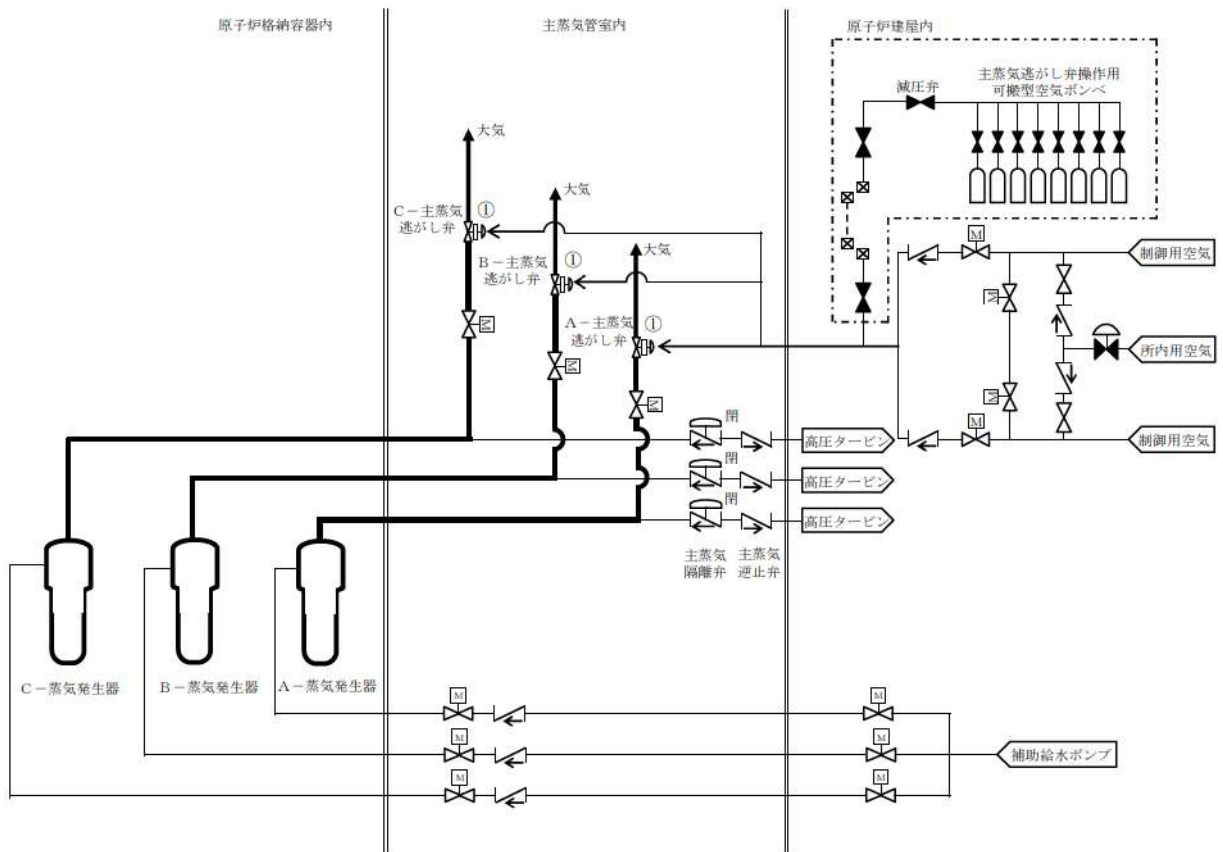 原子炉格納容器内
主蒸気管室内
原子炉建屋内
主蒸気逃がし弁操作用
可搬型空気ボンベ
減圧弁
大気
大気
大気
C-主蒸気
逃がし弁
①
B-主蒸気
逃がし弁
①
A-主蒸気
逃がし弁
①
M
M
M
M
制御用空気
M
所内用空気
M
M
制御用空気
閉
高圧タービン
閉
高圧タービン
閉
高圧タービン
主蒸気
隔離弁
主蒸気
逆止弁
C-蒸気発生器
B-蒸気発生器
A-蒸気発生器
M
M
M
M
補助給水ポンプ
M
M